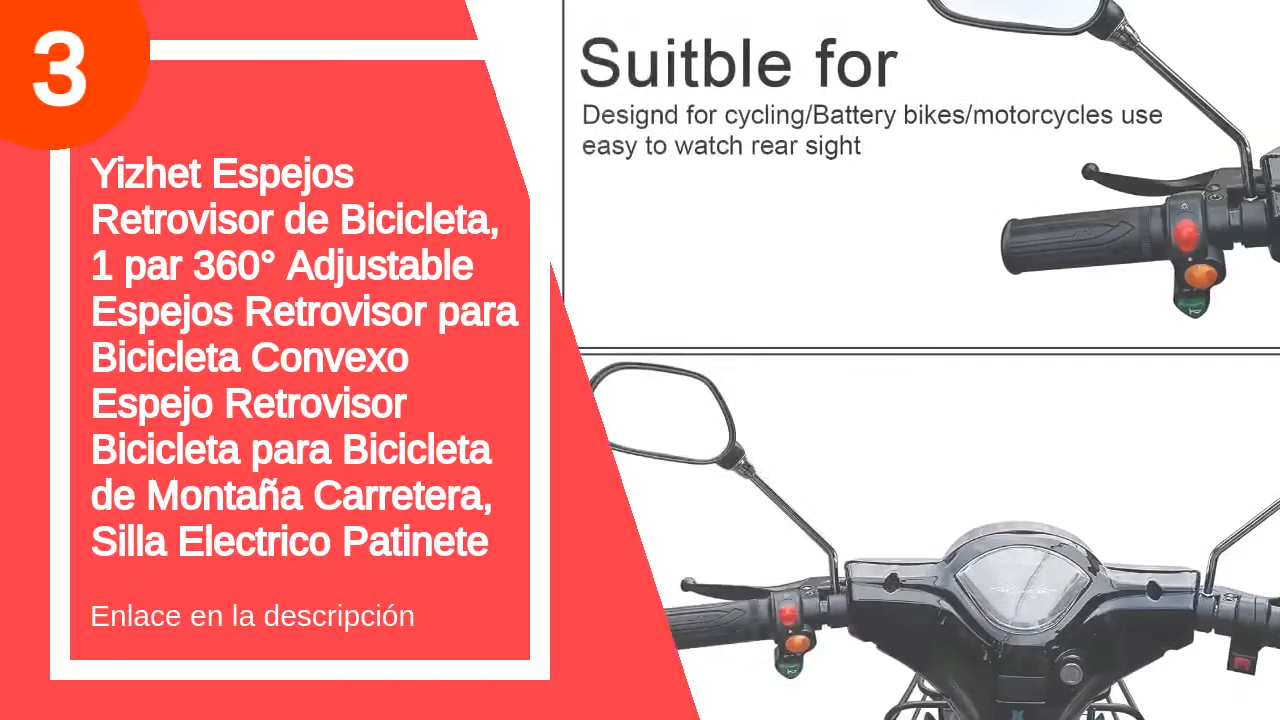 3
Yizhet Espejos
Retrovisor de Bicicleta,
1 par 360° Adjustable
Espejos Retrovisor para
Bicicleta Convexo
Espejo Retrovisor
Bicicleta para Bicicleta
de Montaña Carretera,
Silla Electrico Patinete
Enlace en la descripción
Suitble for
Designd for cycling/Battery bikes/motorcycles use
easy to watch rear sight